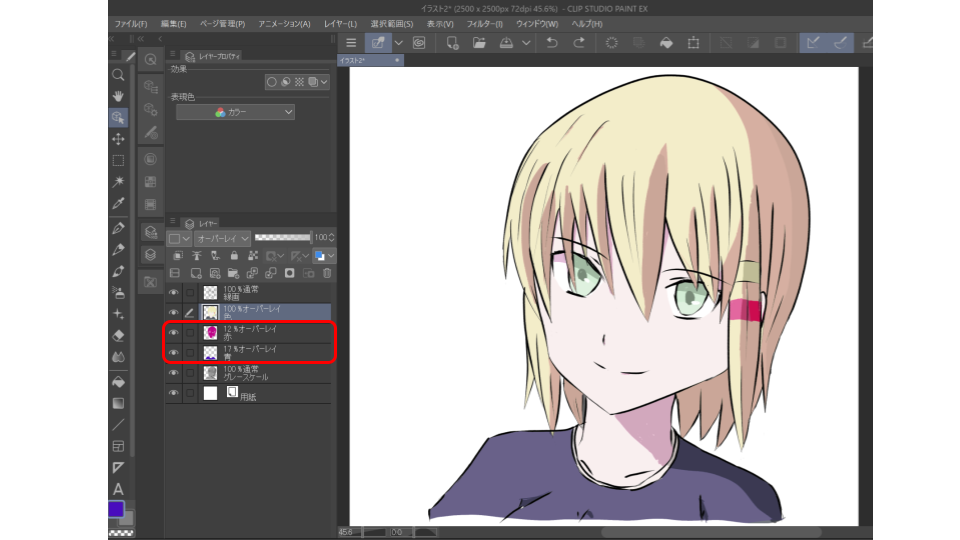 イラスト2* (2500 x 2500px 72dpi 45.6%) - CLIP STUDIO PAINT EX
ファイル(F) 編集(E) ページ管理(P) アニメーション(A) レイヤー(L) 選択範囲(S) 表示(V) フィルター(I) ウィンドウ(W) ヘルプ(H)
イラスト2*
レイヤープロパティ
効果
表現色
カラー
レイヤー
オーバーレイ 100
100 %通常
線画
100 %オーバーレイ
色
12 %オーバーレイ
赤
17 %オーバーレイ
青
100 %通常
グレースケール
用紙
A
45.6 0.0